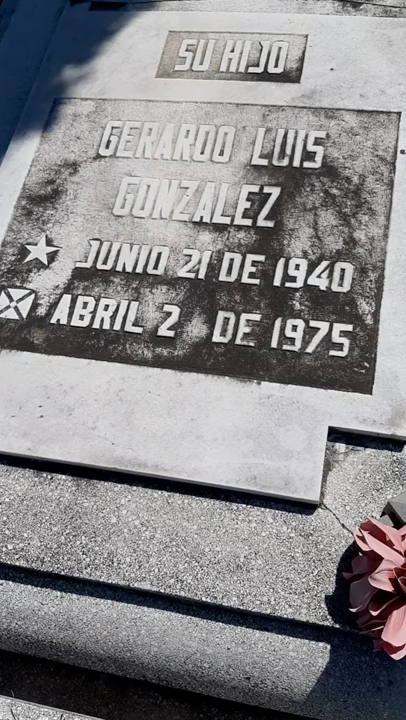 SU HIJO
GERARDO LUIS
GONZALEZ
JUNIO 21 DE 1940
ABRIL 2 DE 1975